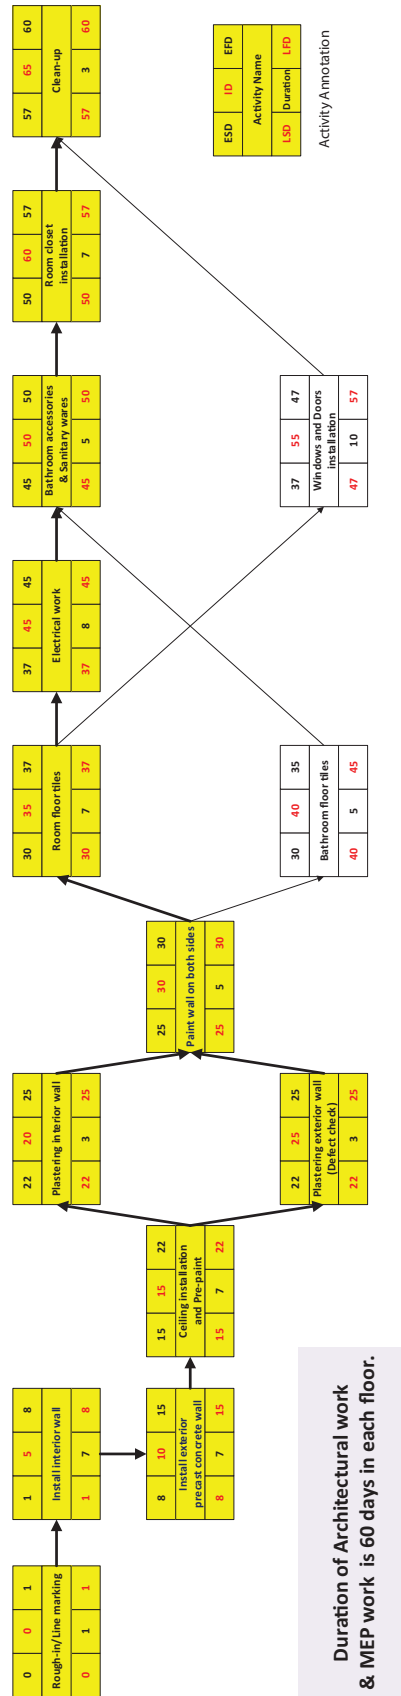 0 0 1
Rough-in/Line marking
0 1 1
1 5 8
Install interior wall
1 7 8
8 10 15
Install exterior
precast concrete wall
8 7 15
15 15 22
Ceiling installation
and Pre-paint
15 7 22
22 20 25
Plastering interior wall
22 3 25
22 25 25
Plastering exterior wall
(Defect check)
22 3 25
25 30 30
Paint wall on both sides
25 5 30
30 35 37
Room floor tiles
30 7 37
30 40 35
Bathroom floor tiles
40 5 45
37 45 45
Electrical work
37 8 45
45 50 50
Bathroom accessories
& Sanitary wares
45 5 50
37 55 47
Windows and Doors
installation
47 10 57
50 60 57
Room closet
installation
50 7 57
57 65 60
Clean-up
57 3 60
ESD ID EFD
Activity Name
LSD Duration LFD
Activity Annotation
Duration of Architectural work
& MEP work is 60 days in each floor.